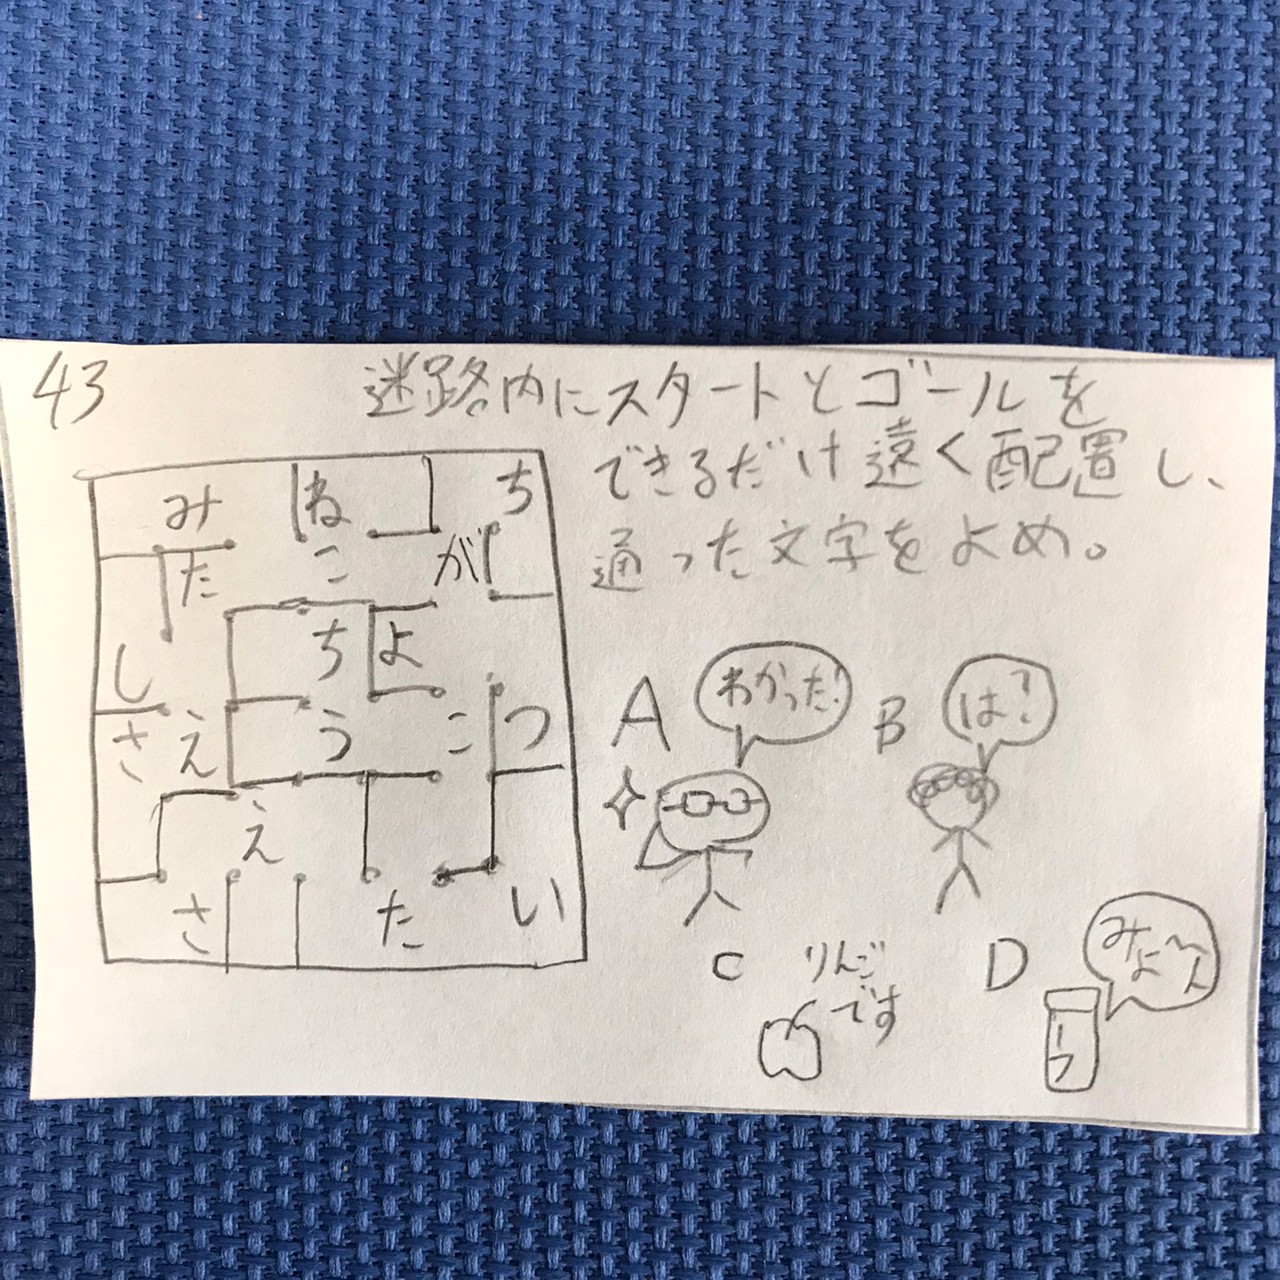 43
迷路内にスタートとゴールを
できるだけ遠く配置し、
通った文字をよめ。
み ね ち
た こ が
し ち よ
さ え う こ つ
え
さ た い
A わかった!
B は?
C りんごです
D みょ〜ん